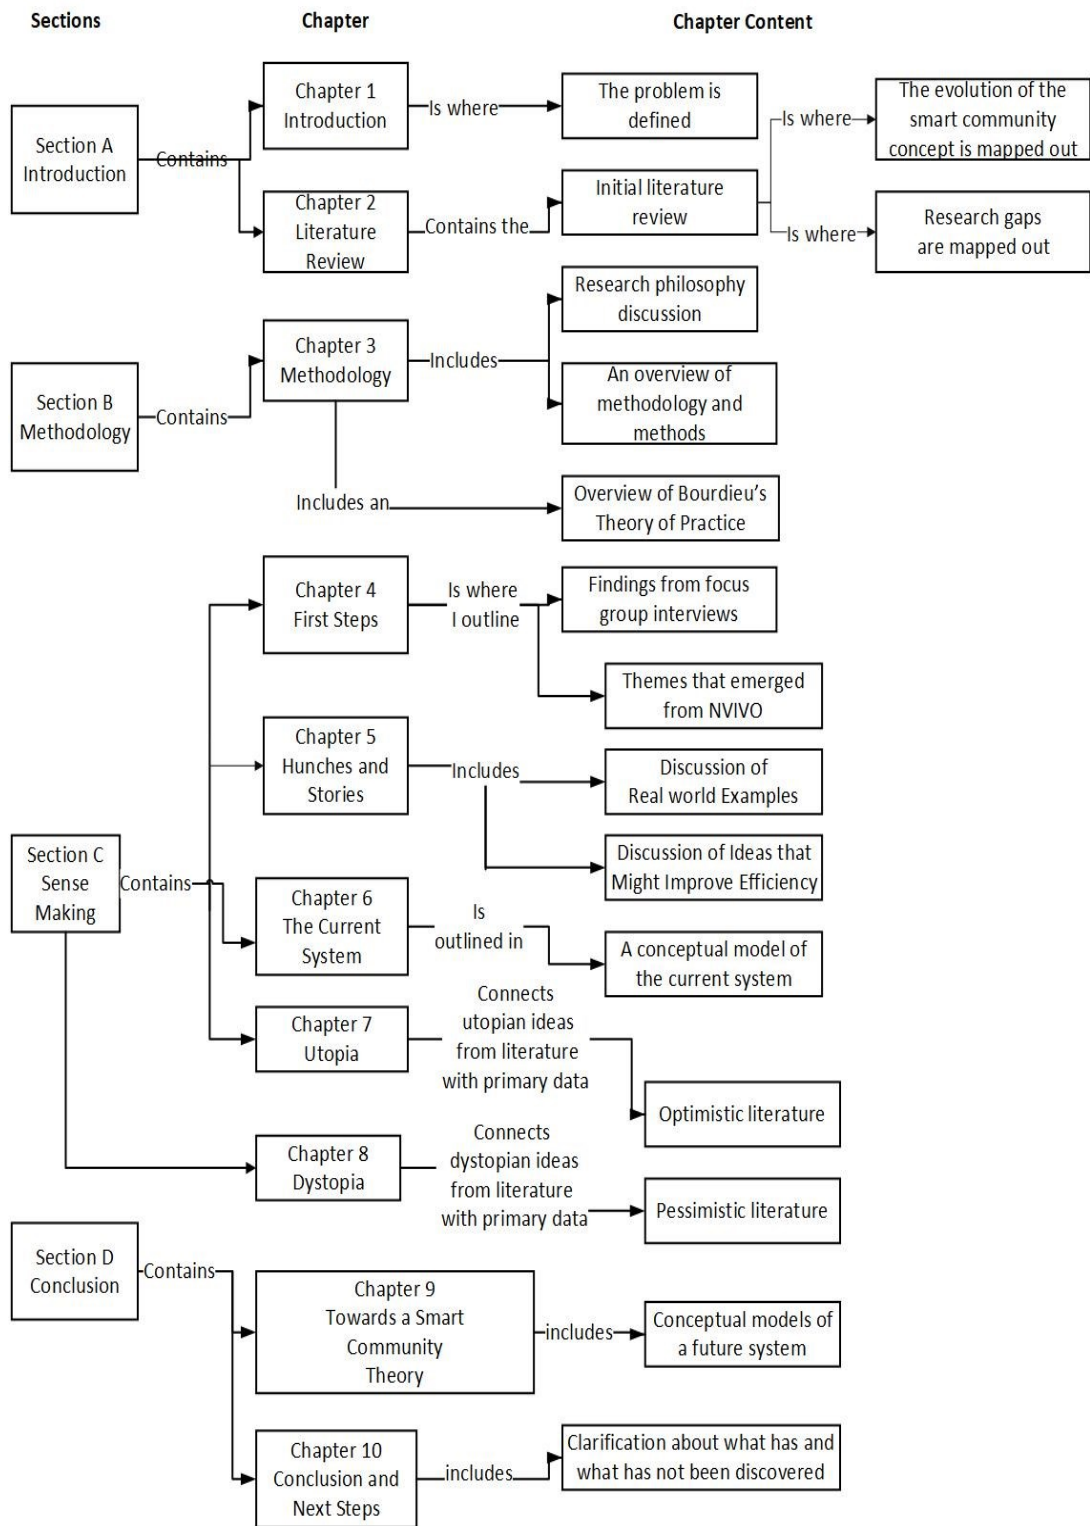 Sections
Chapter
Chapter Content
Section A
Introduction
Contains
Chapter 1
Introduction
Is where
The problem is
defined
Chapter 2
Literature
Review
Contains the
Initial literature
review
Is where
The evolution of the
smart community
concept is mapped out
Is where
Research gaps
are mapped out
Section B
Methodology
Contains
Chapter 3
Methodology
Includes
Research philosophy
discussion
An overview of
methodology and
methods
Includes an
Overview of Bourdieu's
Theory of Practice
Section C
Sense
Making
Contains
Chapter 4
First Steps
Is where
I outline
Findings from focus
group interviews
Themes that emerged
from NVIVO
Chapter 5
Hunches and
Stories
Includes
Discussion of
Real world Examples
Discussion of Ideas that
Might Improve Efficiency
Chapter 6
The Current
System
Is
outlined in
A conceptual model of
the current system
Chapter 7
Utopia
Connects
utopian ideas
from literature
with primary data
Optimistic literature
Chapter 8
Dystopia
Connects
dystopian ideas
from literature
with primary data
Pessimistic literature
Section D
Conclusion
Contains
Chapter 9
Towards a Smart
Community
Theory
includes
Conceptual models of
a future system
Chapter 10
Conclusion and
Next Steps
includes
Clarification about what has and
what has not been discovered